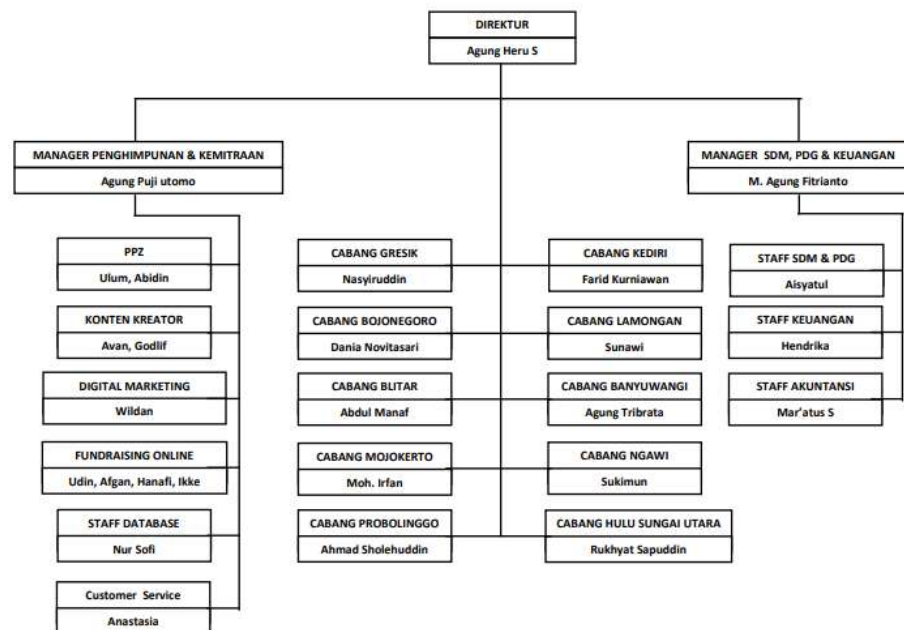 DIREKTUR
Agung Heru S
MANAGER PENGHIMPUNAN & KEMITRAAN
Agung Puji utomo
MANAGER SDM, PDG & KEUANGAN
M. Agung Fitrianto
PPZ
Ulum, Abidin
KONTEN KREATOR
Avan, Godlif
DIGITAL MARKETING
Wildan
FUNDRAISING ONLINE
Udin, Afgan, Hanafi, Ikke
STAFF DATABASE
Nur Sofi
Customer Service
Anastasia
CABANG GRESIK
Nasyiruddin
CABANG BOJONEGORO
Dania Novitasari
CABANG BLITAR
Abdul Manaf
CABANG MOJOKERTO
Moh. Irfan
CABANG PROBOLINGGO
Ahmad Sholehuddin
CABANG KEDIRI
Farid Kurniawan
CABANG LAMONGAN
Sunawi
CABANG BANYUWANGI
Agung Tribrata
CABANG NGAWI
Sukimun
CABANG HULU SUNGAI UTARA
Rukhyat Sapuddin
STAFF SDM & PDG
Aisyatul
STAFF KEUANGAN
Hendrika
STAFF AKUNTANSI
Mar'atus S